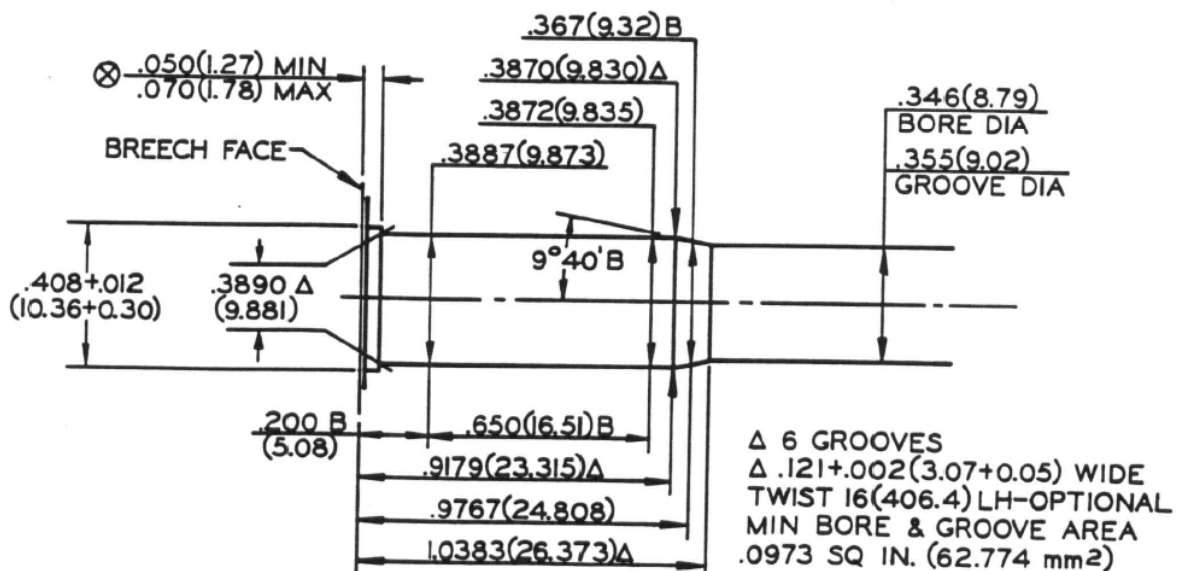 .367(9.32) B
⊗ .050(1.27) MIN
.070(1.78) MAX
.3870(9.830) Δ
.3872(9.835)
.346(8.79)
BORE DIA
BREECH FACE
.3887(9.873)
.355(9.02)
GROOVE DIA
9°40' B
.408+.012
(10.36+0.30)
.3890 Δ
(9.881)
.200 B
(5.08)
.650(16.51) B
.9179(23.315) Δ
.9767(24.808)
1.0383(26.373) Δ
Δ 6 GROOVES
Δ .121+.002(3.07+0.05) WIDE
TWIST 16(406.4) LH-OPTIONAL
MIN BORE & GROOVE AREA
.0973 SQ IN. (62.774 mm2)